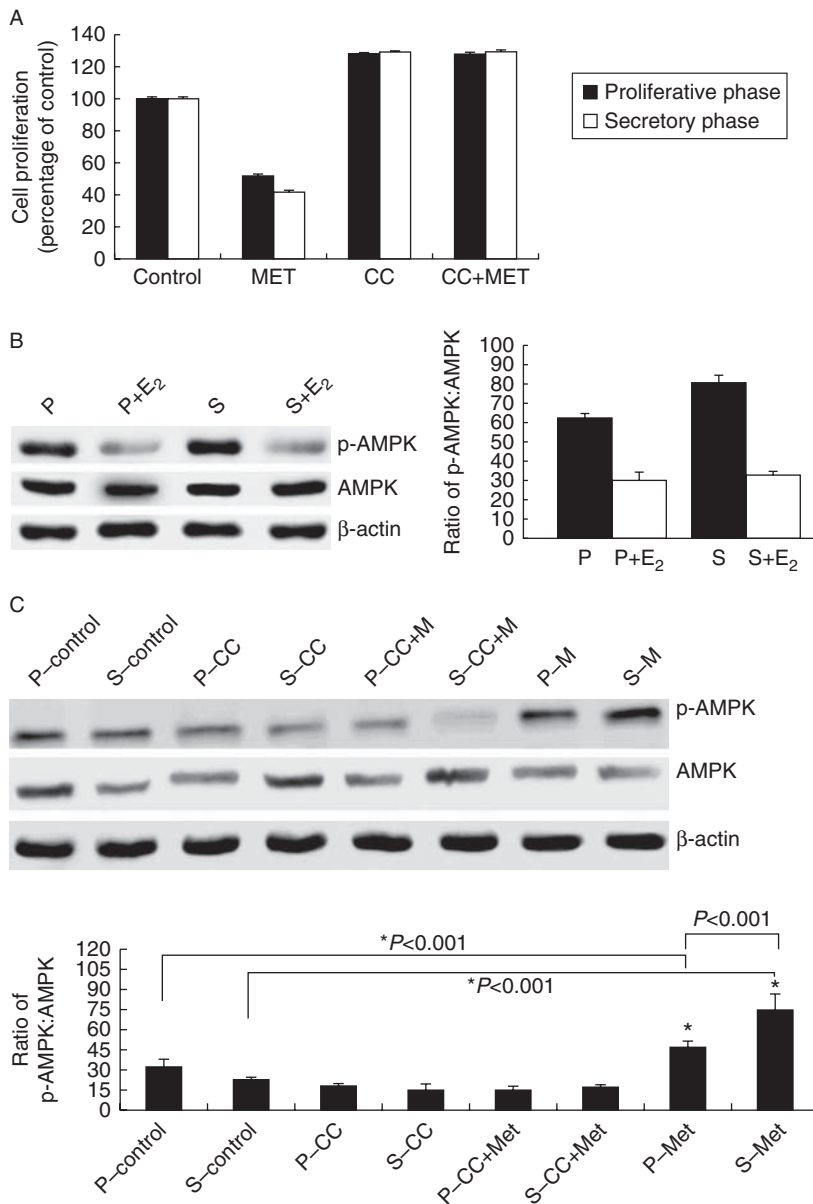 A
Cell proliferation
(percentage of control)
140
120
100
80
60
40
20
0
Control MET CC CC+MET
Proliferative phase
Secretory phase
B
P P+E₂ S S+E₂
p-AMPK
AMPK
β-actin
Ratio of p-AMPK:AMPK
100
90
80
70
60
50
40
30
20
10
0
P P+E₂ S S+E₂
C
P–control S–control P–CC S–CC P–CC+M S–CC+M P–M S–M
p-AMPK
AMPK
β-actin
Ratio of
p-AMPK:AMPK
120
105
90
75
60
45
30
15
0
*P<0.001
P<0.001
*P<0.001
*
*
P–control S–control P–CC S–CC P–CC+Met S–CC+Met P–Met S–Met